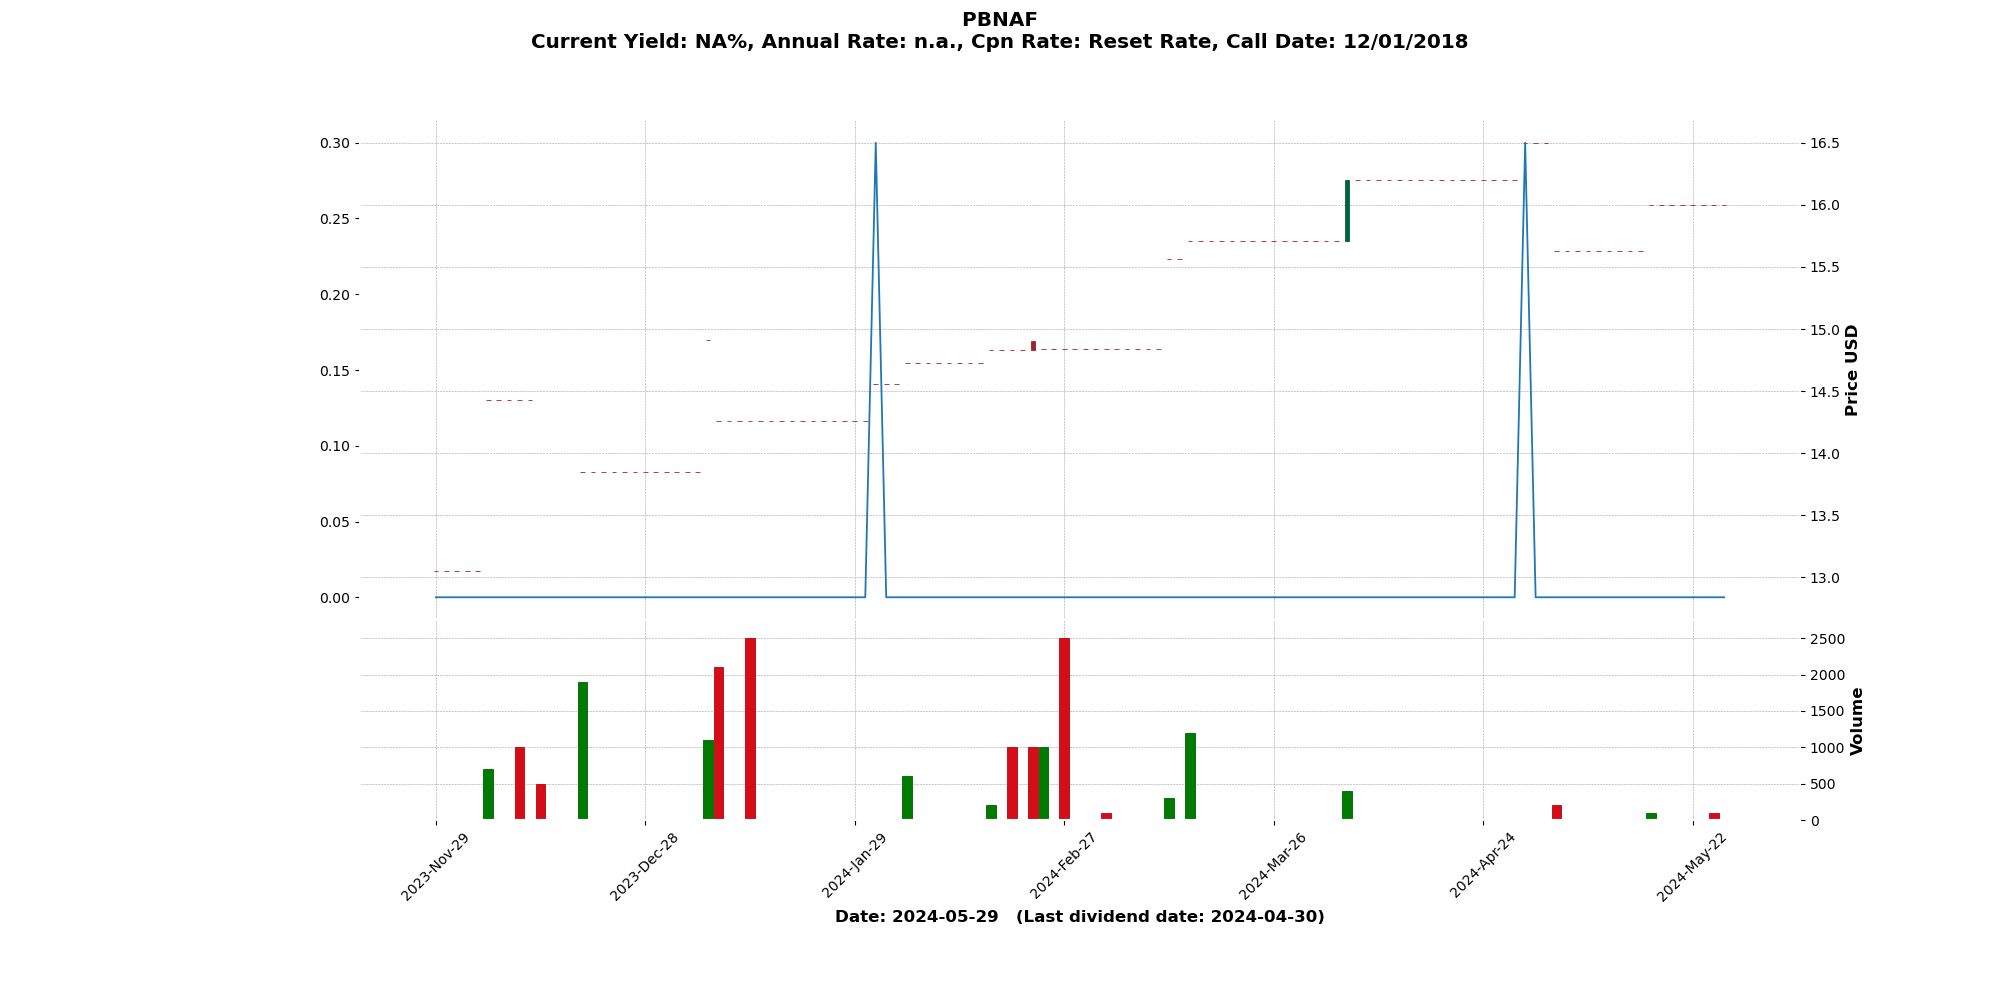 PBNAF
Current Yield: NA%, Annual Rate: n.a., Cpn Rate: Reset Rate, Call Date: 12/01/2018
0.30
0.25
0.20
0.15
0.10
0.05
0.00
16.5
16.0
15.5
15.0
14.5
14.0
13.5
13.0
Price USD
2500
2000
1500
1000
500
0
Volume
2023-Nov-29
2023-Dec-28
2024-Jan-29
2024-Feb-27
2024-Mar-26
2024-Apr-24
2024-May-22
Date: 2024-05-29   (Last dividend date: 2024-04-30)